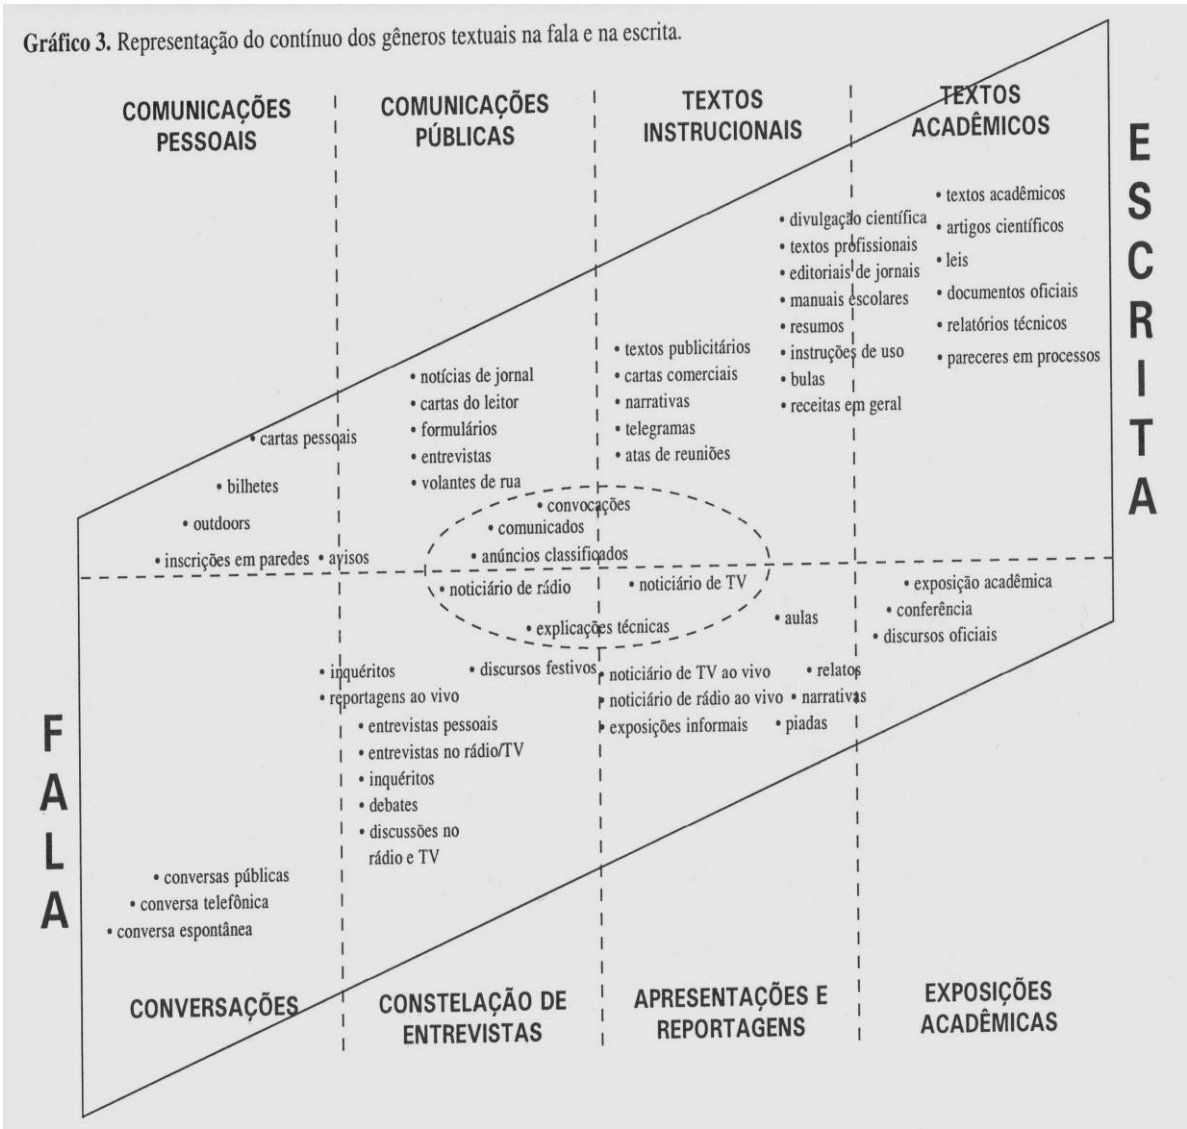 Gráfico 3. Representação do contínuo dos gêneros textuais na fala e na escrita.
COMUNICAÇÕES
PESSOAIS
COMUNICAÇÕES
PÚBLICAS
TEXTOS
INSTRUCIONAIS
TEXTOS
ACADÊMICOS
ESCRITA
• textos acadêmicos
• artigos científicos
• leis
• documentos oficiais
• relatórios técnicos
• pareceres em processos
• divulgação científica
• textos profissionais
• editoriais de jornais
• manuais escolares
• resumos
• instruções de uso
• bulas
• receitas em geral
• textos publicitários
• cartas comerciais
• narrativas
• telegramas
• atas de reuniões
• notícias de jornal
• cartas do leitor
• formulários
• entrevistas
• volantes de rua
• cartas pessoais
• bilhetes
• outdoors
• inscrições em paredes
• avisos
• convocações
• comunicados
• anúncios classificados
• noticiário de rádio
• noticiário de TV
• explicações técnicas
• exposição acadêmica
• conferência
• discursos oficiais
• aulas
• inquéritos
• reportagens ao vivo
• discursos festivos
• entrevistas pessoais
• entrevistas no rádio/TV
• inquéritos
• debates
• discussões no
rádio e TV
• noticiário de TV ao vivo
• noticiário de rádio ao vivo
• exposições informais
• relatos
• narrativas
• piadas
• conversas públicas
• conversa telefônica
• conversa espontânea
FALA
CONVERSAÇÕES
CONSTELAÇÃO DE
ENTREVISTAS
APRESENTAÇÕES E
REPORTAGENS
EXPOSIÇÕES
ACADÊMICAS